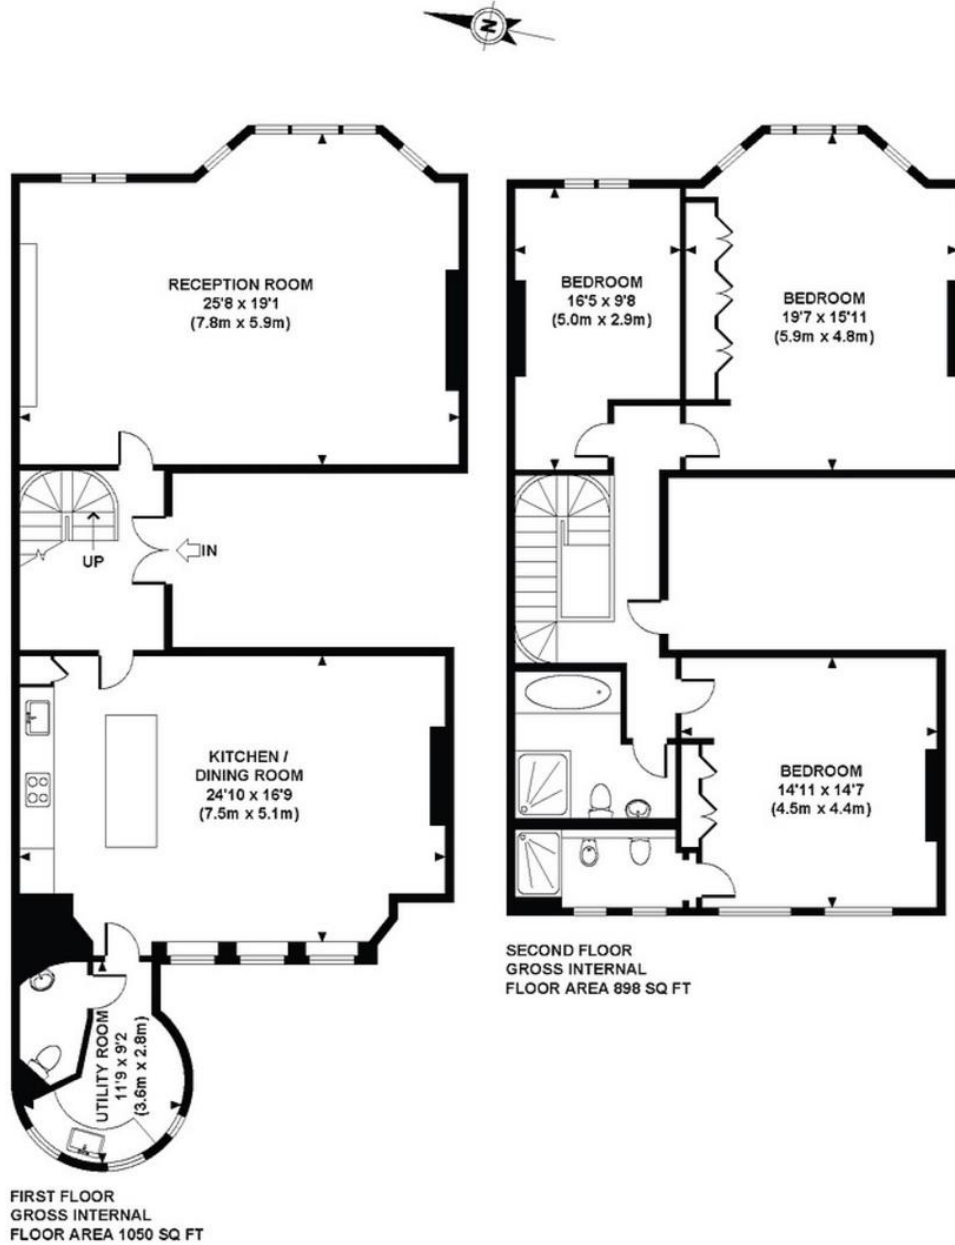 N
RECEPTION ROOM
25'8 x 19'1
(7.8m x 5.9m)
UP
IN
KITCHEN /
DINING ROOM
24'10 x 16'9
(7.5m x 5.1m)
UTILITY ROOM
11'9 x 9'2
(3.6m x 2.8m)
FIRST FLOOR
GROSS INTERNAL
FLOOR AREA 1050 SQ FT
BEDROOM
16'5 x 9'8
(5.0m x 2.9m)
BEDROOM
19'7 x 15'11
(5.9m x 4.8m)
BEDROOM
14'11 x 14'7
(4.5m x 4.4m)
SECOND FLOOR
GROSS INTERNAL
FLOOR AREA 898 SQ FT